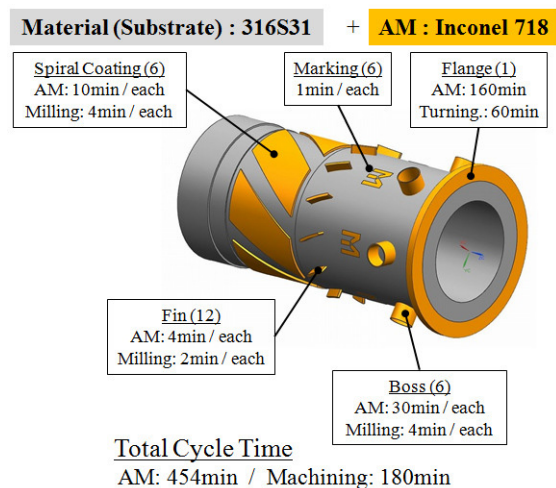 Material (Substrate) : 316S31 + AM : Inconel 718
Spiral Coating (6)
AM: 10min / each
Milling: 4min / each
Marking (6)
1min / each
Flange (1)
AM: 160min
Turning.: 60min
Fin (12)
AM: 4min / each
Milling: 2min / each
Boss (6)
AM: 30min / each
Milling: 4min / each
Total Cycle Time
AM: 454min / Machining: 180min